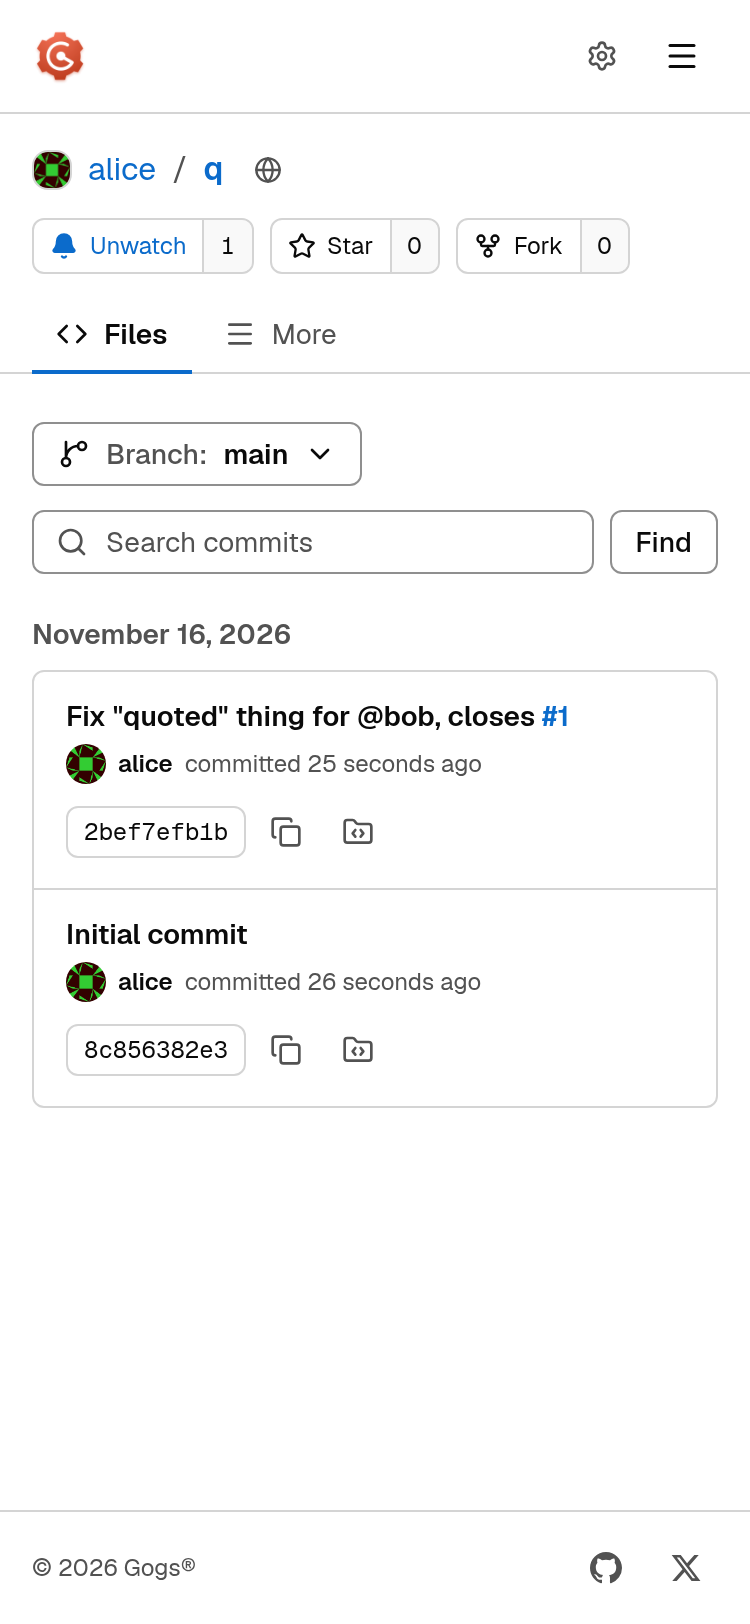 alice / q
Unwatch 1 Star 0 Fork 0
Files More
Branch: main
Search commits Find
November 16, 2026
Fix "quoted" thing for @bob, closes #1
alice committed 25 seconds ago
2bef7efb1b
Initial commit
alice committed 26 seconds ago
8c856382e3
© 2026 Gogs®